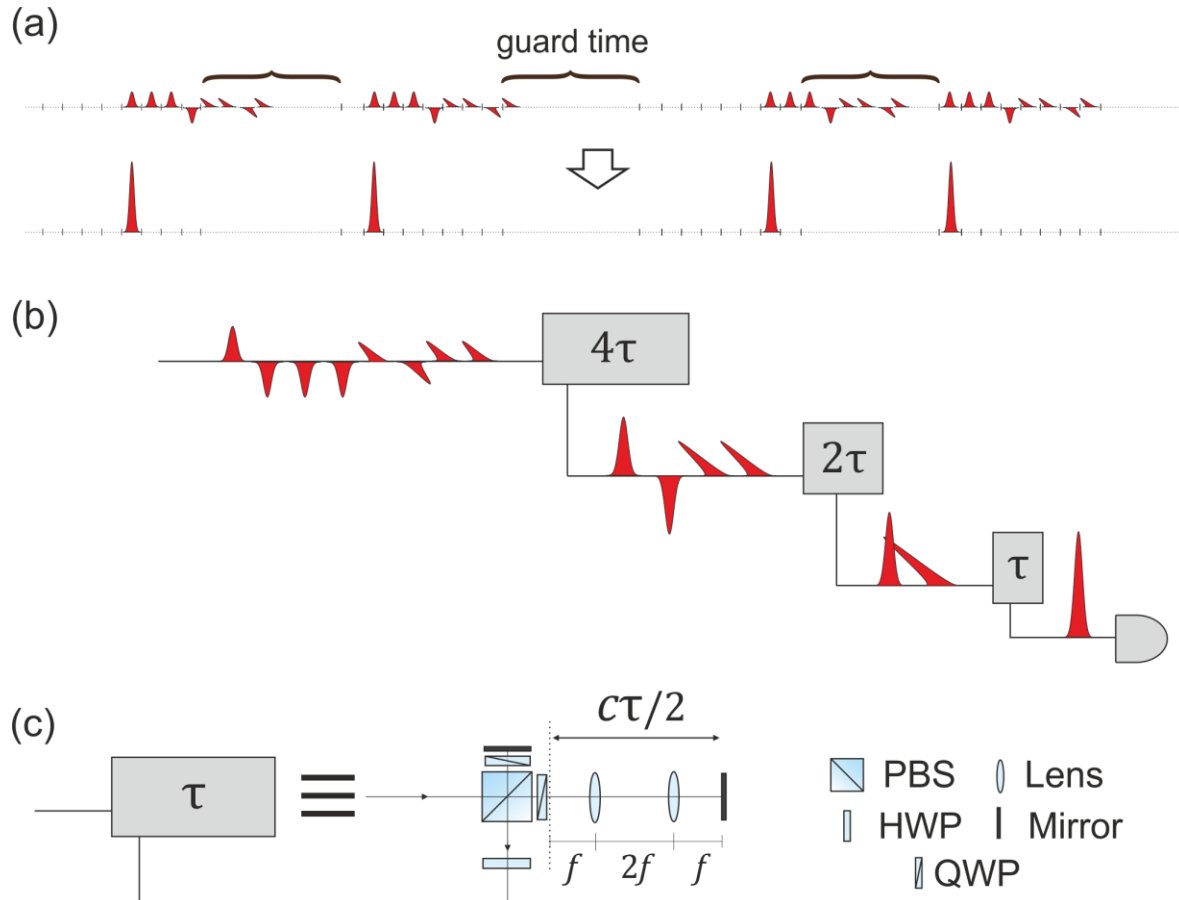 (a)
guard time
(b)
4τ
2τ
τ
(c)
cτ/2
τ
PBS
Lens
HWP
Mirror
f 2f f
QWP